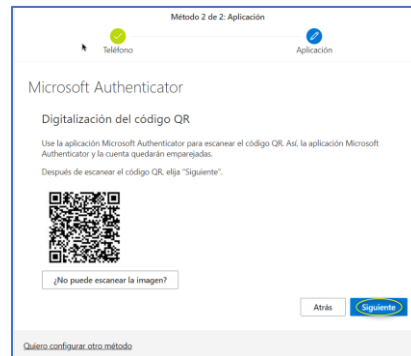 Método 2 de 2: Aplicación
Teléfono
Aplicación
Microsoft Authenticator
Digitalización del código QR
Use la aplicación Microsoft Authenticator para escanear el código QR. Así, la aplicación Microsoft
Authenticator y la cuenta quedarán emparejadas.
Después de escanear el código QR, elija "Siguiente".
¿No puede escanear la imagen?
Atrás
Siguiente
Quiero configurar otro método